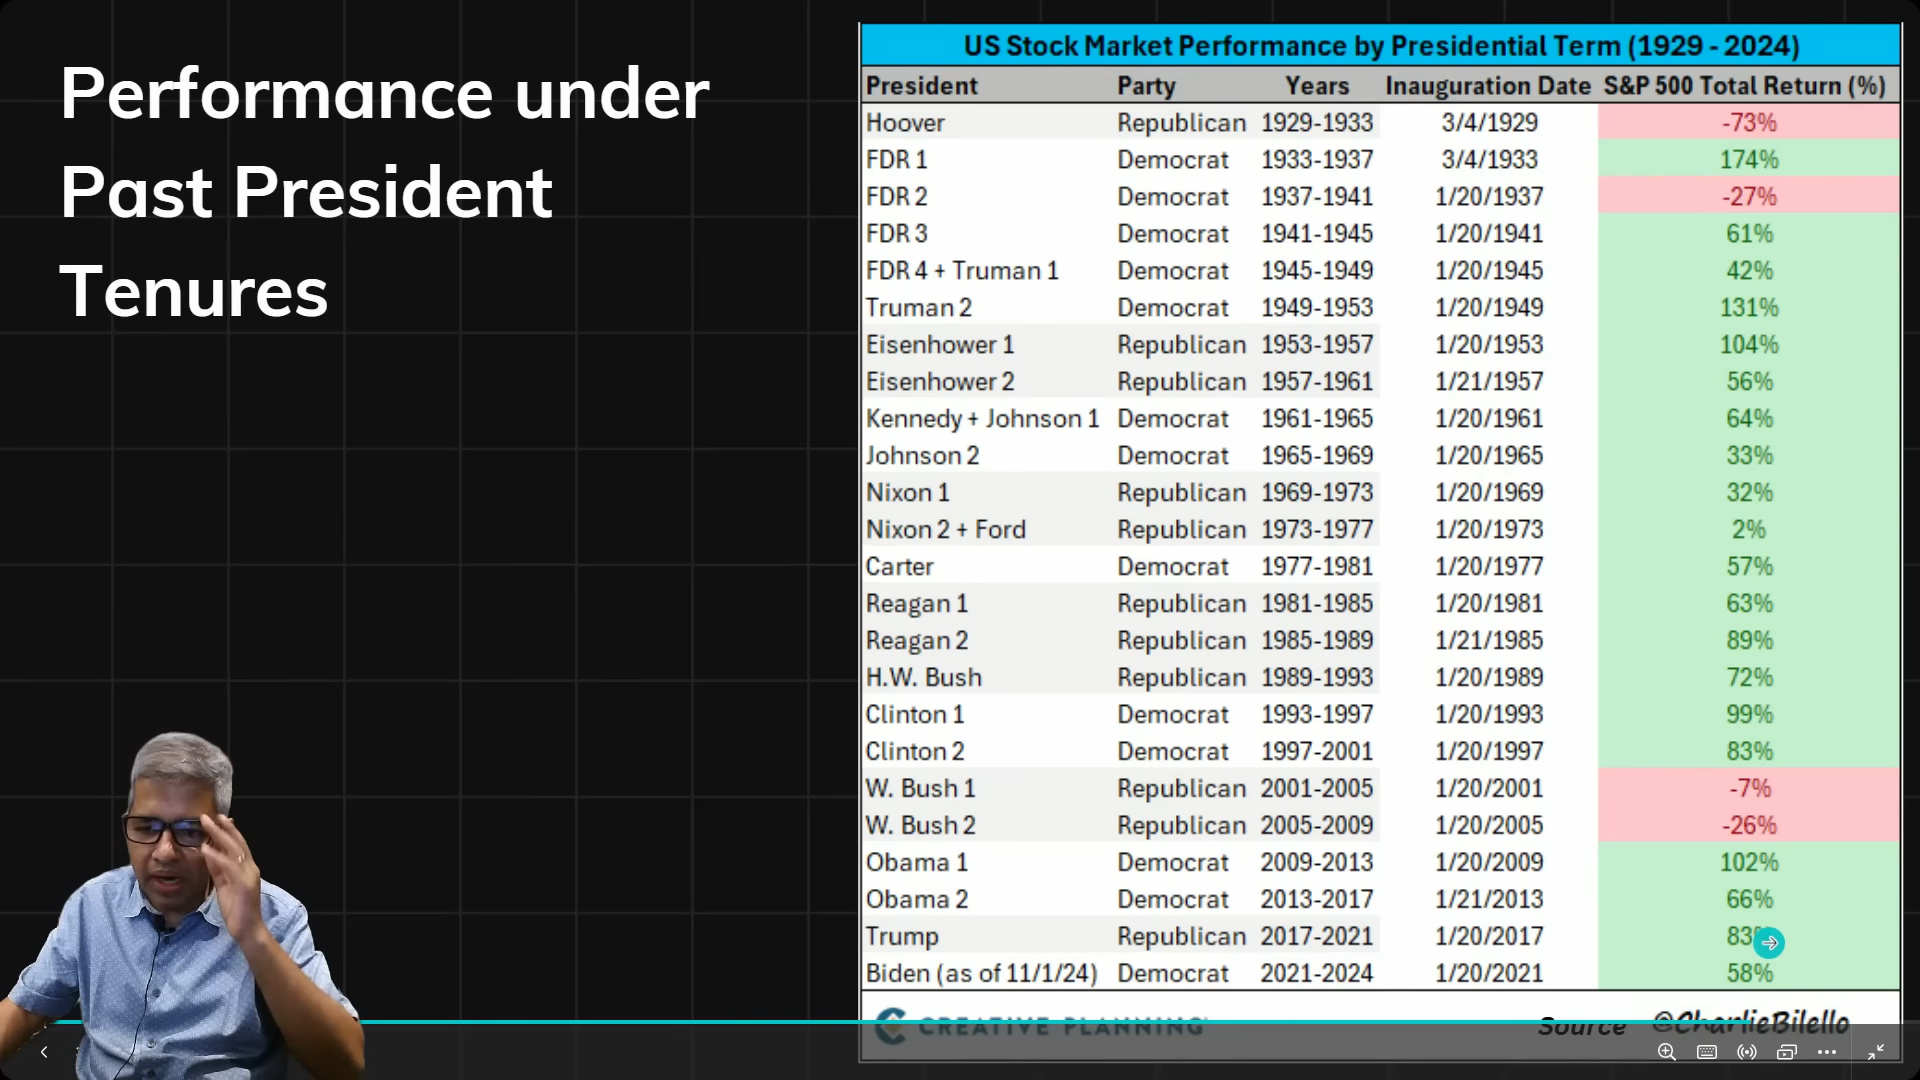 Performance under
Past President
Tenures
US Stock Market Performance by Presidential Term (1929 - 2024)
President Party Years Inauguration Date S&P 500 Total Return (%)
Hoover Republican 1929-1933 3/4/1929 -73%
FDR 1 Democrat 1933-1937 3/4/1933 174%
FDR 2 Democrat 1937-1941 1/20/1937 -27%
FDR 3 Democrat 1941-1945 1/20/1941 61%
FDR 4 + Truman 1 Democrat 1945-1949 1/20/1945 42%
Truman 2 Democrat 1949-1953 1/20/1949 131%
Eisenhower 1 Republican 1953-1957 1/20/1953 104%
Eisenhower 2 Republican 1957-1961 1/21/1957 56%
Kennedy + Johnson 1 Democrat 1961-1965 1/20/1961 64%
Johnson 2 Democrat 1965-1969 1/20/1965 33%
Nixon 1 Republican 1969-1973 1/20/1969 32%
Nixon 2 + Ford Republican 1973-1977 1/20/1973 2%
Carter Democrat 1977-1981 1/20/1977 57%
Reagan 1 Republican 1981-1985 1/20/1981 63%
Reagan 2 Republican 1985-1989 1/21/1985 89%
H.W. Bush Republican 1989-1993 1/20/1989 72%
Clinton 1 Democrat 1993-1997 1/20/1993 99%
Clinton 2 Democrat 1997-2001 1/20/1997 83%
W. Bush 1 Republican 2001-2005 1/20/2001 -7%
W. Bush 2 Republican 2005-2009 1/20/2005 -26%
Obama 1 Democrat 2009-2013 1/20/2009 102%
Obama 2 Democrat 2013-2017 1/21/2013 66%
Trump Republican 2017-2021 1/20/2017 83
Biden (as of 11/1/24) Democrat 2021-2024 1/20/2021 58%
CREATIVE PLANNING Source @CharlieBilello